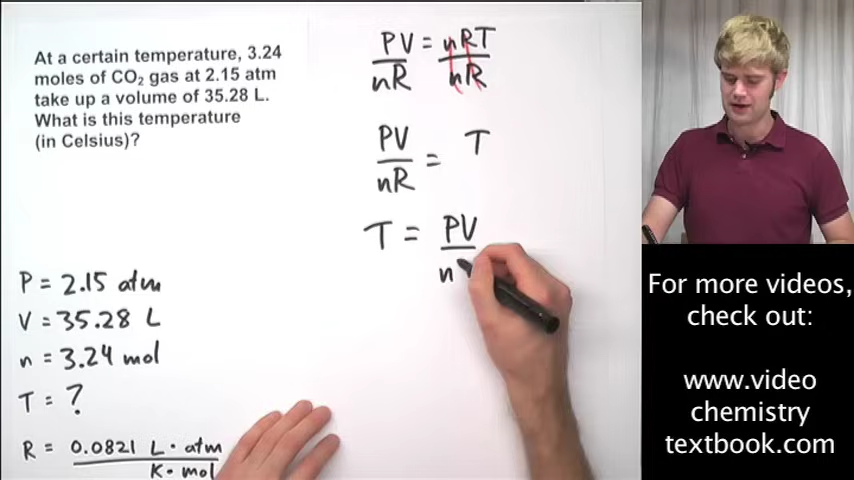 At a certain temperature, 3.24
moles of CO₂ gas at 2.15 atm
take up a volume of 35.28 L.
What is this temperature
(in Celsius)?
P = 2.15 atm
V = 35.28 L
n = 3.24 mol
T = ?
R = 0.0821 L · atm
K · mol
PV = nRT
nR nR
PV
nR = T
T = PV
n
For more videos,
check out:
www.video
chemistry
textbook.com